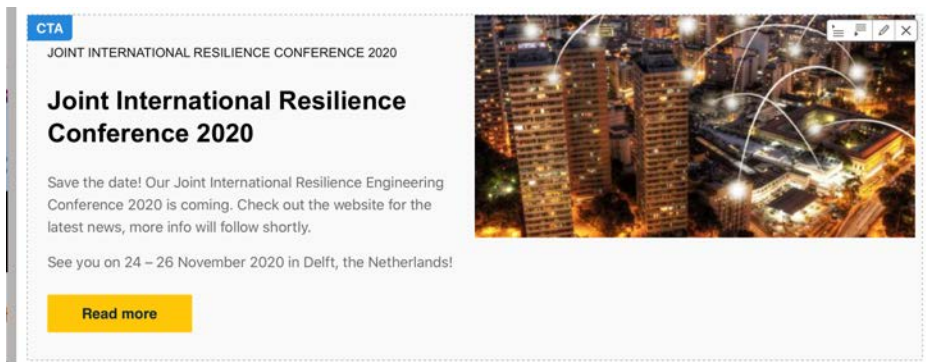 CTA
JOINT INTERNATIONAL RESILIENCE CONFERENCE 2020
Joint International Resilience
Conference 2020
Save the date! Our Joint International Resilience Engineering
Conference 2020 is coming. Check out the website for the
latest news, more info will follow shortly.
See you on 24 – 26 November 2020 in Delft, the Netherlands!
Read more